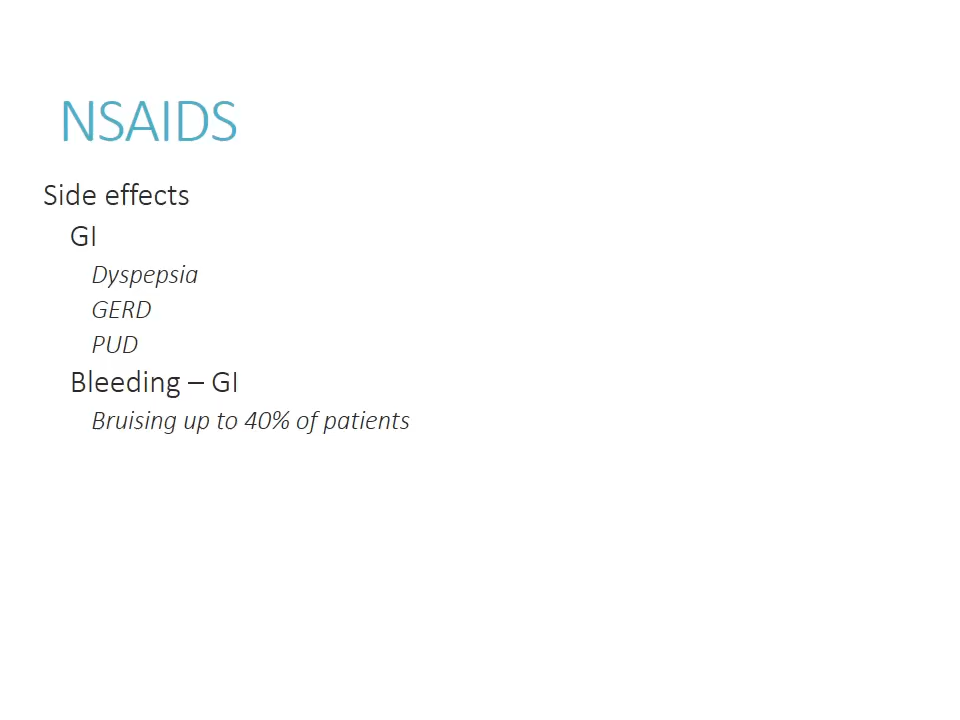 NSAIDS
Side effects
GI
Dyspepsia
GERD
PUD
Bleeding – GI
Bruising up to 40% of patients